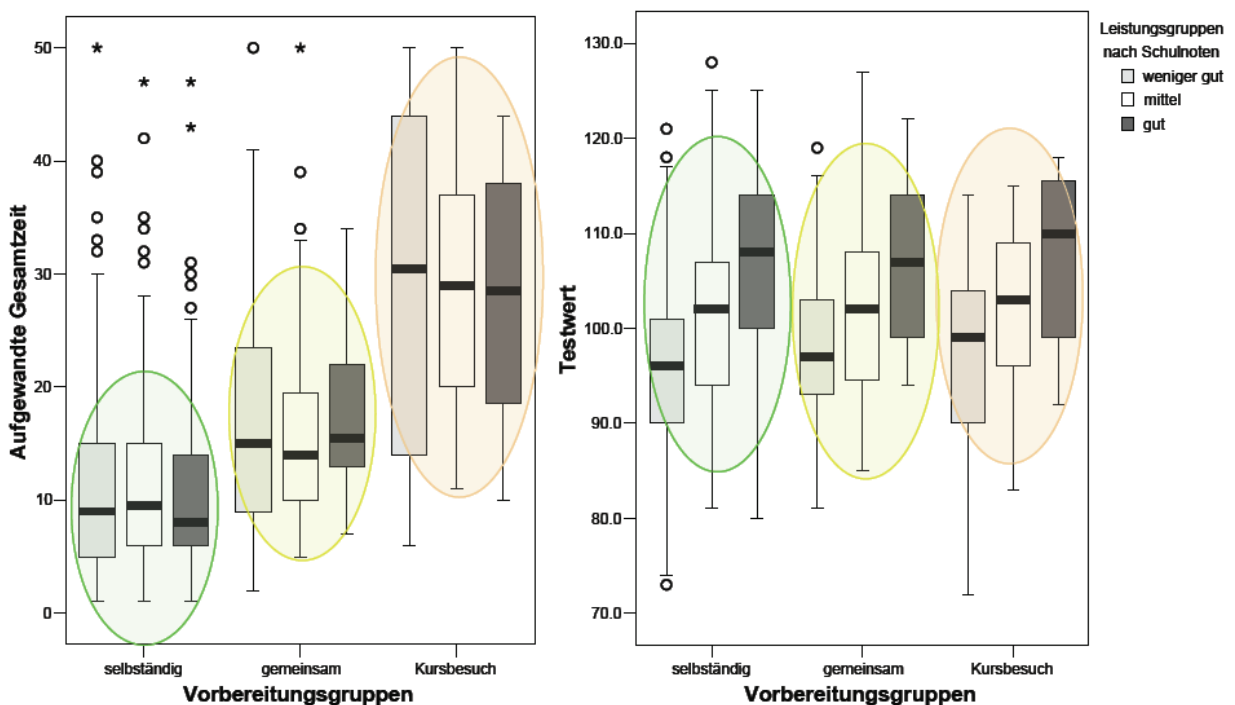 Aufgewandte Gesamtzeit
50
40
30
20
10
0
selbständig
gemeinsam
Kursbesuch
Vorbereitungsgruppen
Testwert
130.0
120.0
110.0
100.0
90.0
80.0
70.0
selbständig
gemeinsam
Kursbesuch
Vorbereitungsgruppen
Leistungsgruppen
nach Schulnoten
weniger gut
mittel
gut